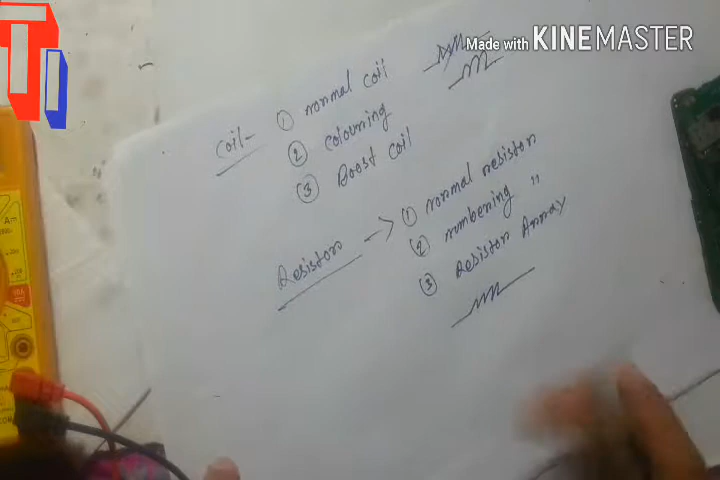 Made with KINEMASTER
Coil- ① normal coil
② colouring
③ Boost coil
Resistor → ① normal resistor
② numbering "
③ Resistor Array